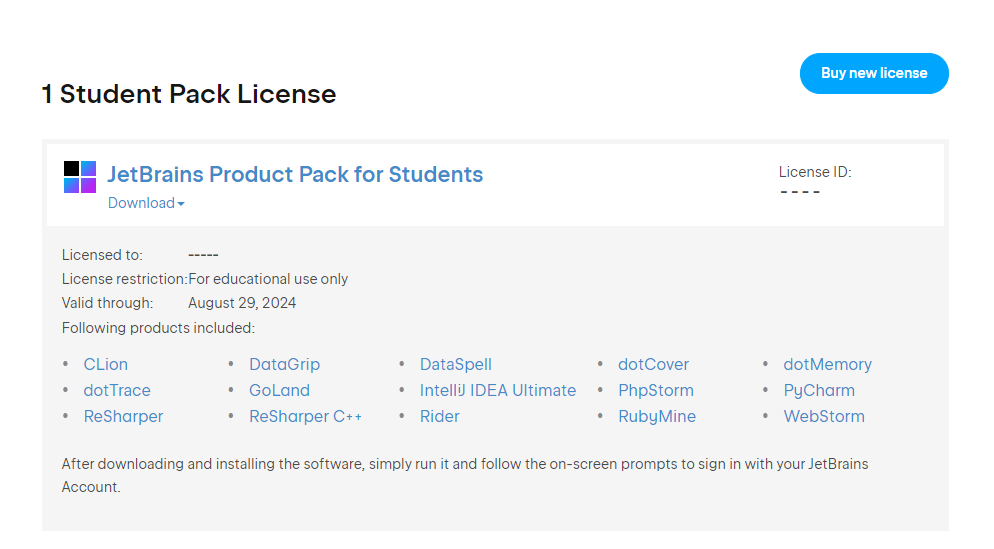 Buy new license
1 Student Pack License
JetBrains Product Pack for Students
Download
License ID:
- - - -
Licensed to: -----
License restriction:For educational use only
Valid through: August 29, 2024
Following products included:
• CLion • DataGrip • DataSpell • dotCover • dotMemory
• dotTrace • GoLand • IntelliJ IDEA Ultimate • PhpStorm • PyCharm
• ReSharper • ReSharper C++ • Rider • RubyMine • WebStorm
After downloading and installing the software, simply run it and follow the on-screen prompts to sign in with your JetBrains
Account.